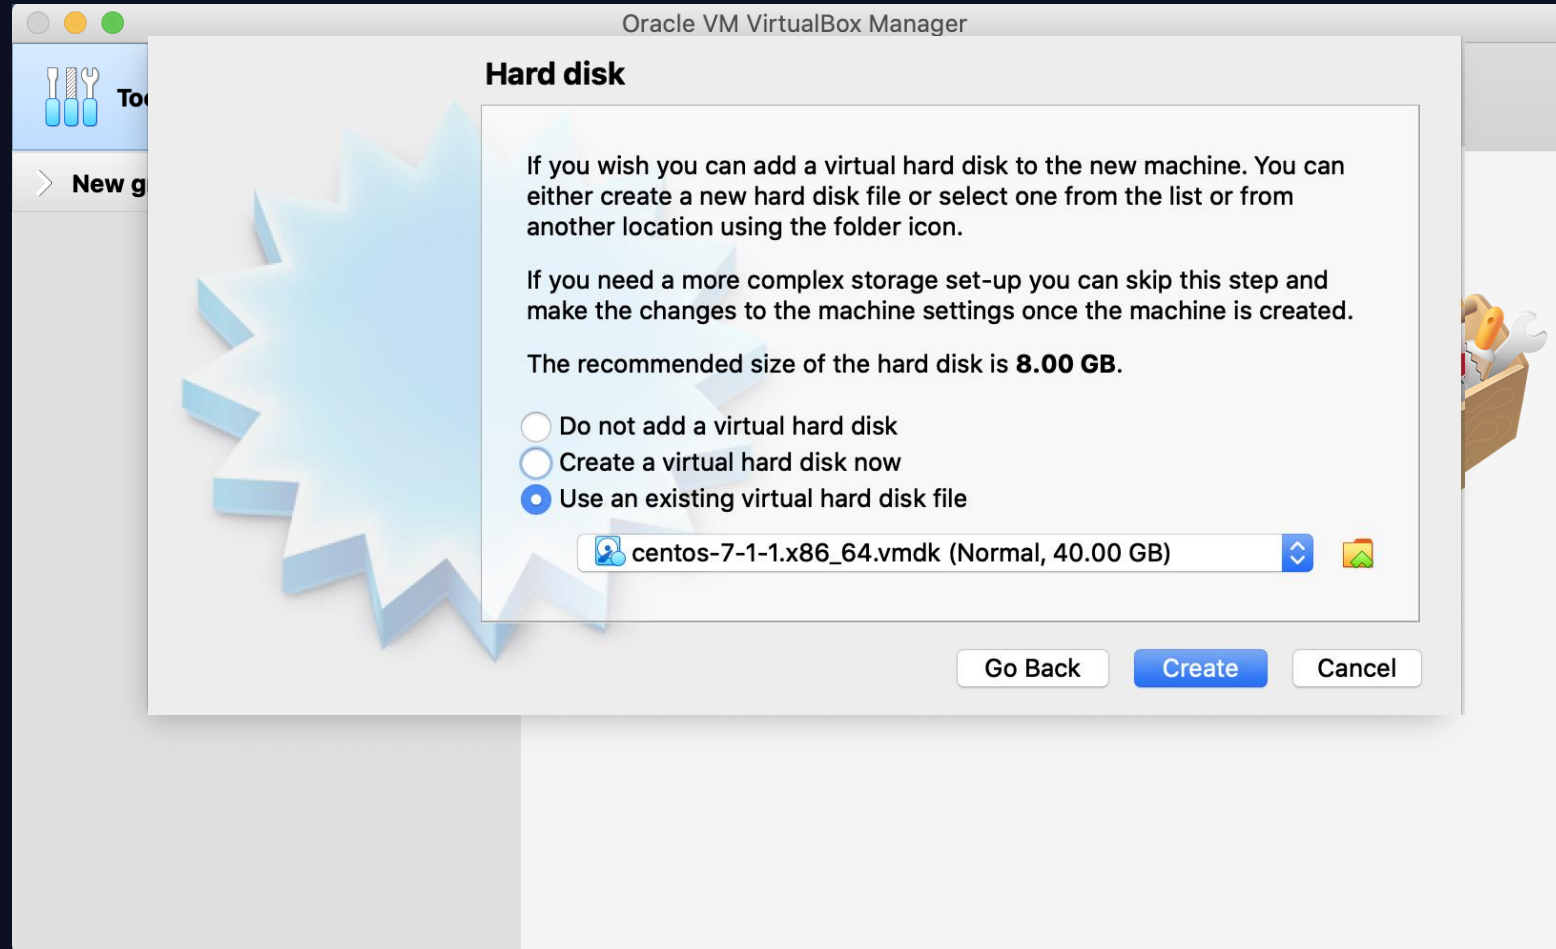 Oracle VM VirtualBox Manager
Hard disk
New g
If you wish you can add a virtual hard disk to the new machine. You can
either create a new hard disk file or select one from the list or from
another location using the folder icon.
If you need a more complex storage set-up you can skip this step and
make the changes to the machine settings once the machine is created.
The recommended size of the hard disk is 8.00 GB.
Do not add a virtual hard disk
Create a virtual hard disk now
Use an existing virtual hard disk file
centos-7-1-1.x86_64.vmdk (Normal, 40.00 GB)
Go Back
Create
Cancel